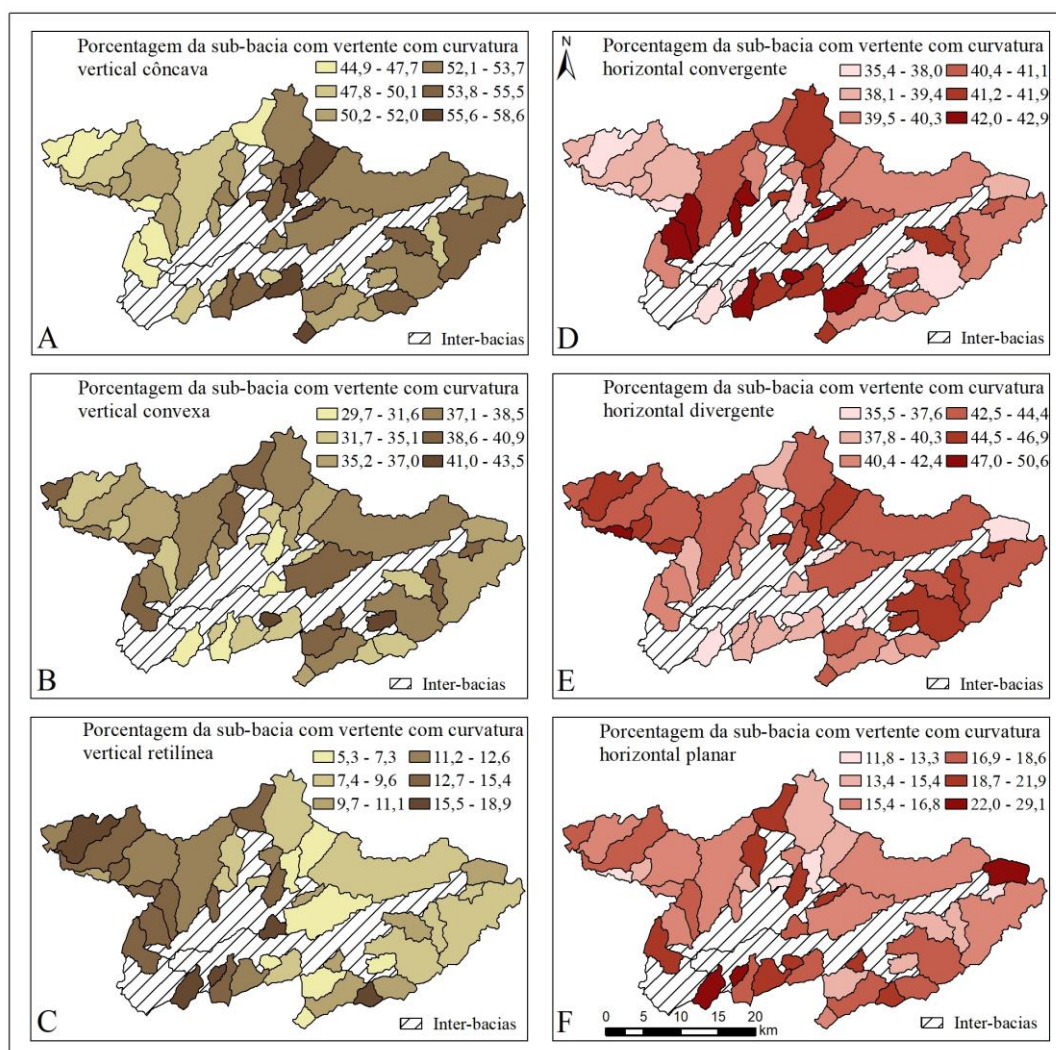 Porcentagem da sub-bacia com vertente com curvatura
vertical côncava
44,9 - 47,7 52,1 - 53,7
47,8 - 50,1 53,8 - 55,5
50,2 - 52,0 55,6 - 58,6
A
Inter-bacias
Porcentagem da sub-bacia com vertente com curvatura
horizontal convergente
N
35,4 - 38,0 40,4 - 41,1
38,1 - 39,4 41,2 - 41,9
39,5 - 40,3 42,0 - 42,9
D
Inter-bacias
Porcentagem da sub-bacia com vertente com curvatura
vertical convexa
29,7 - 31,6 37,1 - 38,5
31,7 - 35,1 38,6 - 40,9
35,2 - 37,0 41,0 - 43,5
B
Inter-bacias
Porcentagem da sub-bacia com vertente com curvatura
horizontal divergente
35,5 - 37,6 42,5 - 44,4
37,8 - 40,3 44,5 - 46,9
40,4 - 42,4 47,0 - 50,6
E
Inter-bacias
Porcentagem da sub-bacia com vertente com curvatura
vertical retilínea
5,3 - 7,3 11,2 - 12,6
7,4 - 9,6 12,7 - 15,4
9,7 - 11,1 15,5 - 18,9
C
Inter-bacias
Porcentagem da sub-bacia com vertente com curvatura
horizontal planar
11,8 - 13,3 16,9 - 18,6
13,4 - 15,4 18,7 - 21,9
15,4 - 16,8 22,0 - 29,1
F
0 5 10 15 20
km
Inter-bacias